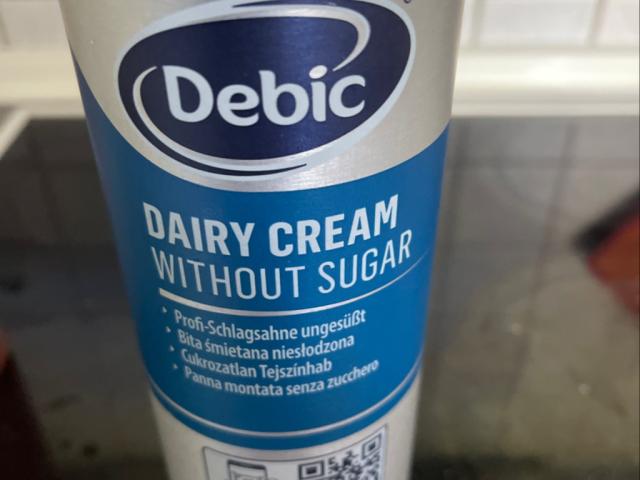 Debic
DAIRY CREAM
WITHOUT SUGAR
Profi-Schlagsahne ungesüßt
Bita śmietana niesłodzona
Cukrozatlan Tejszínhab
Panna montata senza zucchero